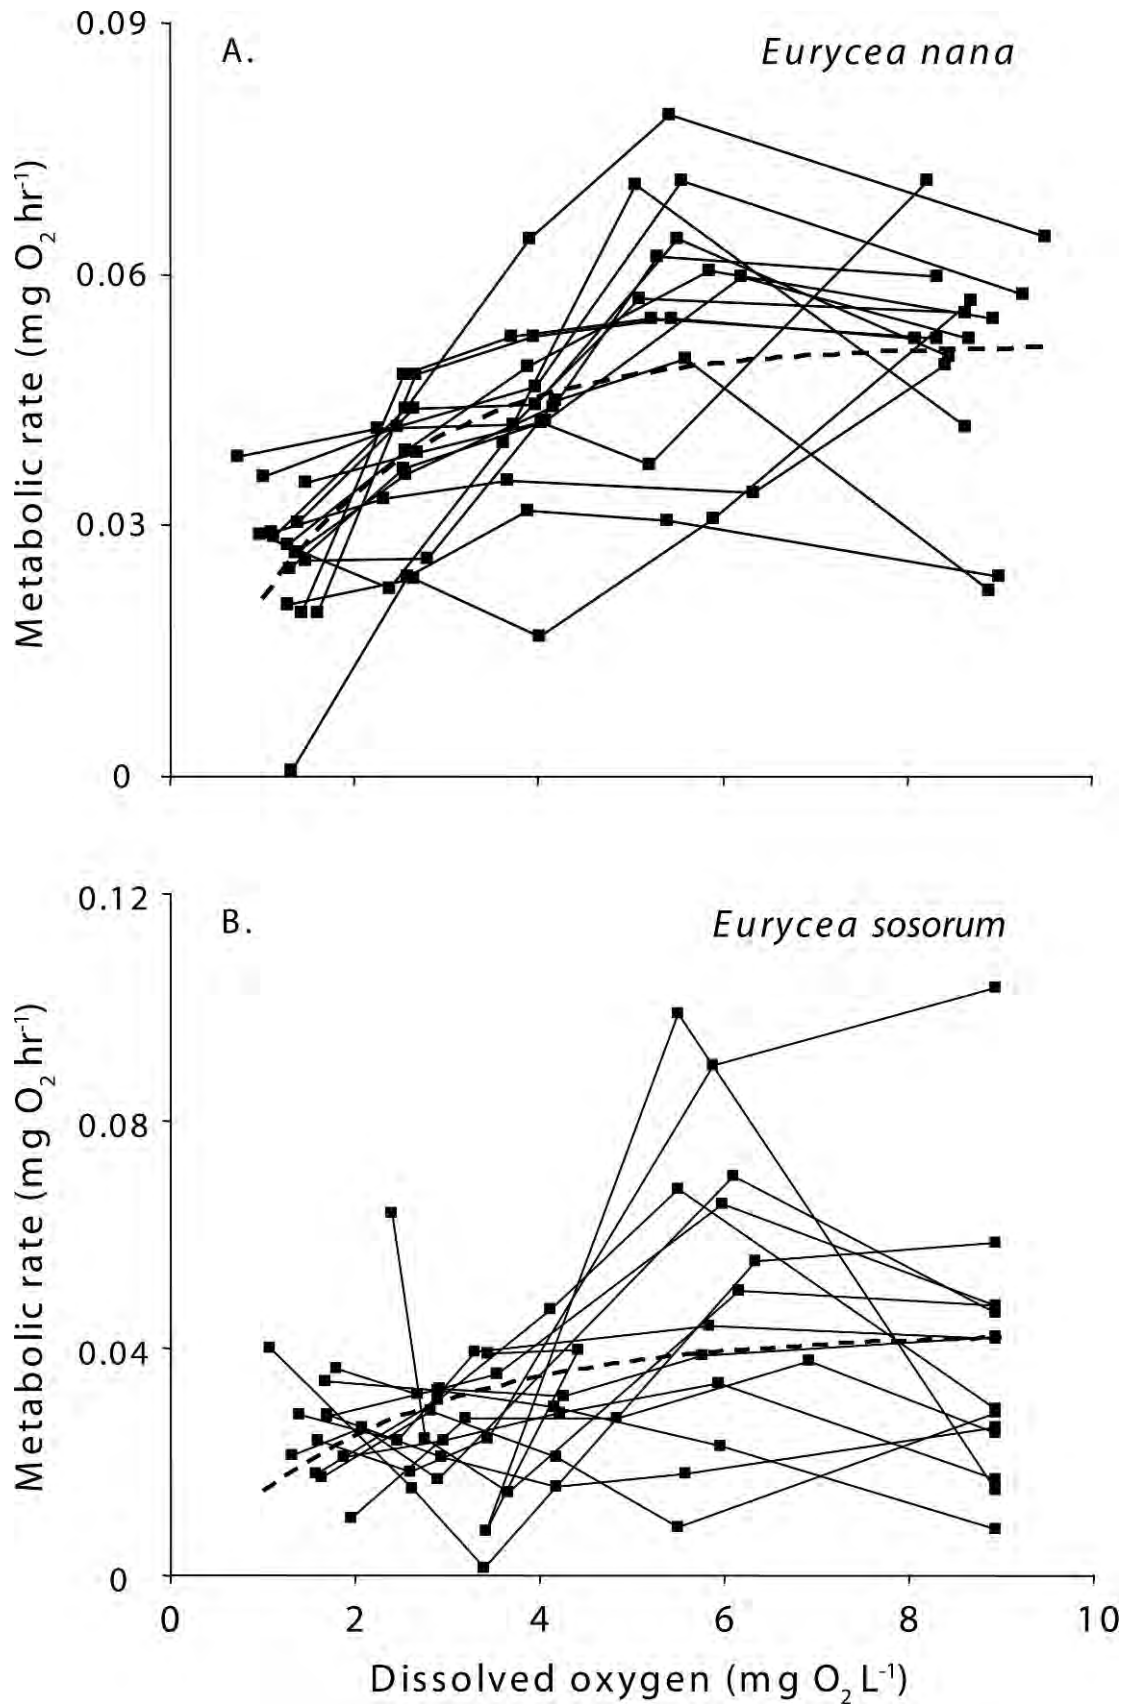 A.
Eurycea nana
Metabolic rate (mg O₂ hr⁻¹)
0.09
0.06
0.03
0
B.
Eurycea sosorum
Metabolic rate (mg O₂ hr⁻¹)
0.12
0.08
0.04
0
0 2 4 6 8 10
Dissolved oxygen (mg O₂ L⁻¹)